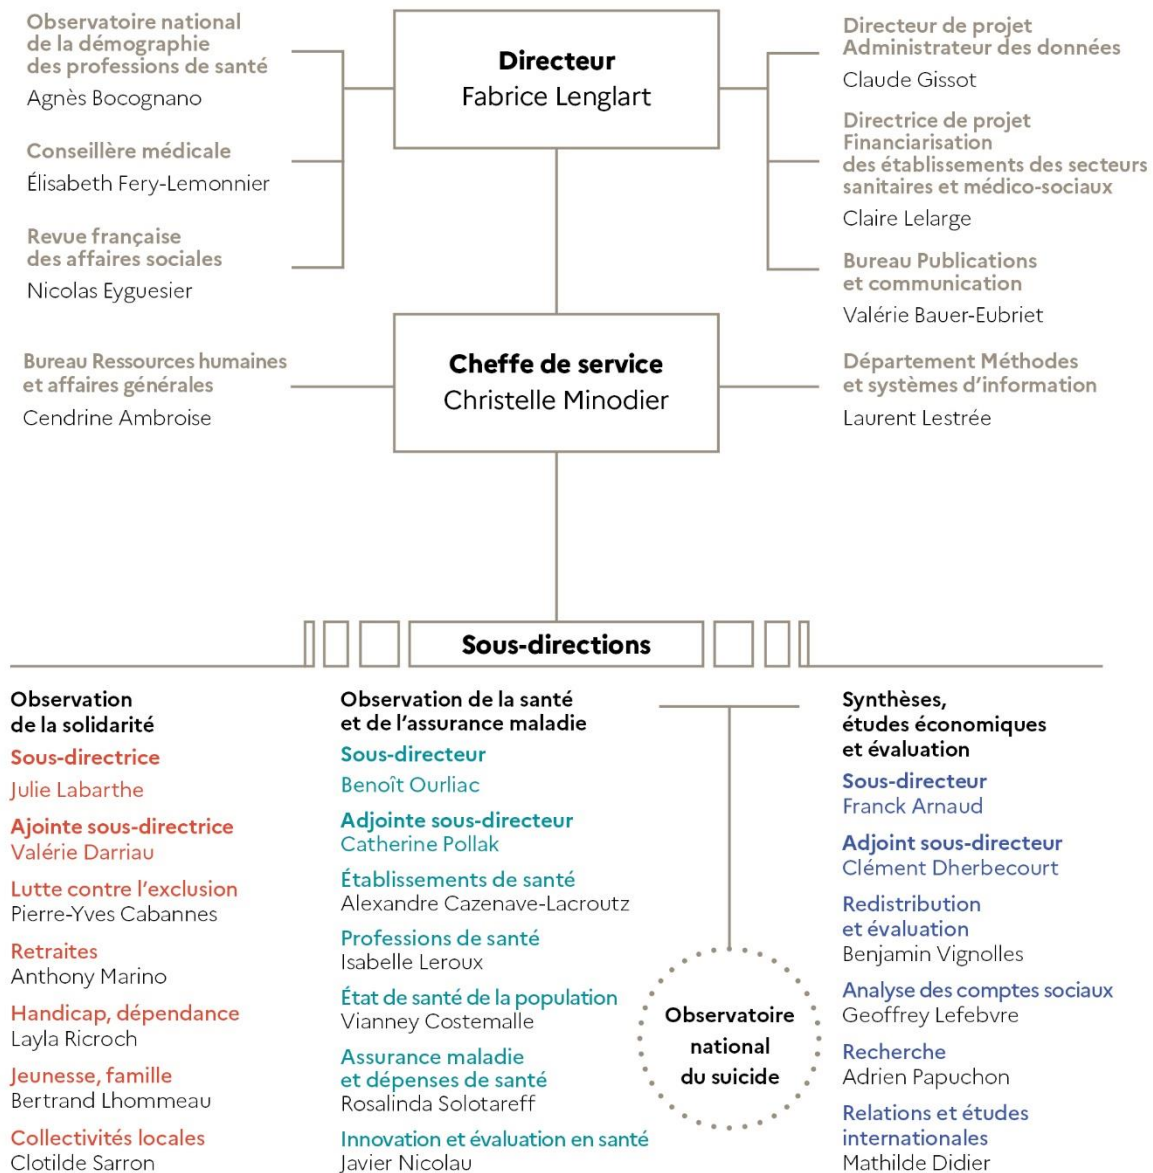 Observatoire national
de la démographie
des professions de santé
Agnès Bocognano
Conseillère médicale
Élisabeth Fery-Lemonnier
Revue française
des affaires sociales
Nicolas Eyguesier
Directeur
Fabrice Lenglart
Directeur de projet
Administrateur des données
Claude Gissot
Directrice de projet
Financiarisation
des établissements des secteurs
sanitaires et médico-sociaux
Claire Lelarge
Bureau Publications
et communication
Valérie Bauer-Eubriet
Bureau Ressources humaines
et affaires générales
Cendrine Ambroise
Cheffe de service
Christelle Minodier
Département Méthodes
et systèmes d'information
Laurent Lestrée
Sous-directions
Observation
de la solidarité
Sous-directrice
Julie Labarthe
Ajointe sous-directrice
Valérie Darriau
Lutte contre l'exclusion
Pierre-Yves Cabannes
Retraites
Anthony Marino
Handicap, dépendance
Layla Ricroch
Jeunesse, famille
Bertrand Lhommeau
Collectivités locales
Clotilde Sarron
Observation de la santé
et de l'assurance maladie
Sous-directeur
Benoît Ourliac
Adjointe sous-directeur
Catherine Pollak
Établissements de santé
Alexandre Cazenave-Lacroutz
Professions de santé
Isabelle Leroux
État de santé de la population
Vianney Costemalle
Assurance maladie
et dépenses de santé
Rosalinda Solotareff
Innovation et évaluation en santé
Javier Nicolau
Observatoire
national
du suicide
Synthèses,
études économiques
et évaluation
Sous-directeur
Franck Arnaud
Adjoint sous-directeur
Clément Dherbecourt
Redistribution
et évaluation
Benjamin Vignolles
Analyse des comptes sociaux
Geoffrey Lefebvre
Recherche
Adrien Papuchon
Relations et études
internationales
Mathilde Didier